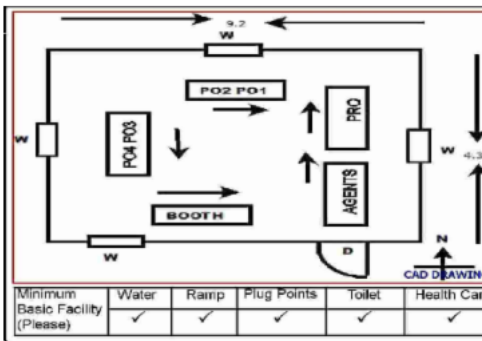 9.2
W
PO2 PO1
PRO
PO4 PO3
W
W
4.3
AGENTS
BOOTH
D
N
W
CAD DRAWING
Minimum Basic Facility (Please)
Water
Ramp
Plug Points
Toilet
Health Car
✓ ✓ ✓ ✓ ✓